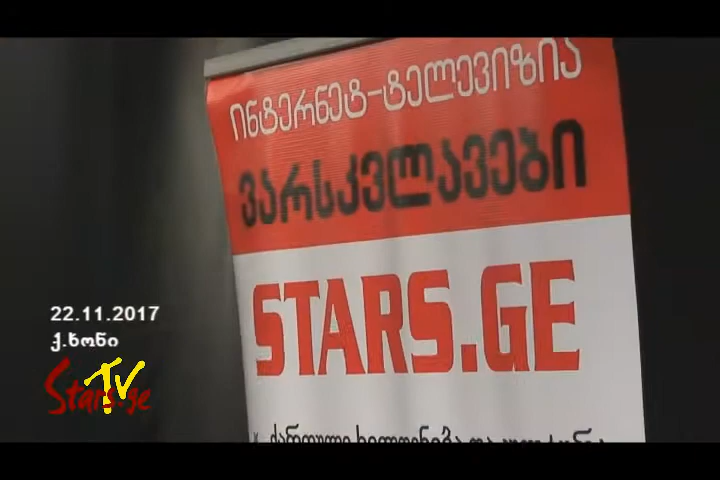 ინტერნეტ-ტელევიზია
ვარსკვლავები
STARS.GE
22.11.2017
ქ.ხონი
Stars.ge
TV